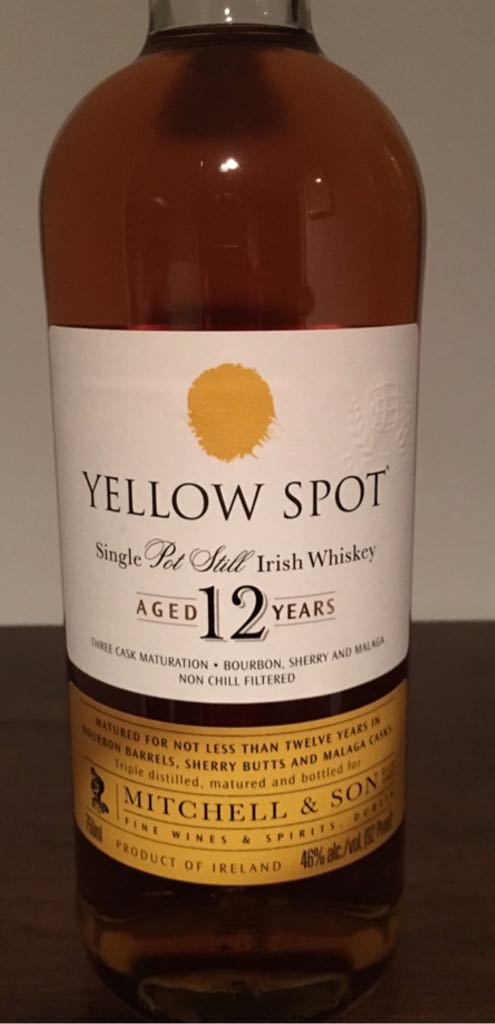 YELLOW SPOT
Single Pot Still Irish Whiskey
AGED 12 YEARS
THREE CASK MATURATION • BOURBON, SHERRY AND MALAGA
NON CHILL FILTERED
MATURED FOR NOT LESS THAN TWELVE YEARS IN
BOURBON BARRELS, SHERRY BUTTS AND MALAGA CASKS.
Triple distilled, matured and bottled for
MITCHELL & SON
FINE WINES & SPIRITS, DUBLIN
750ml PRODUCT OF IRELAND 46% alc./vol. (92 Proof)